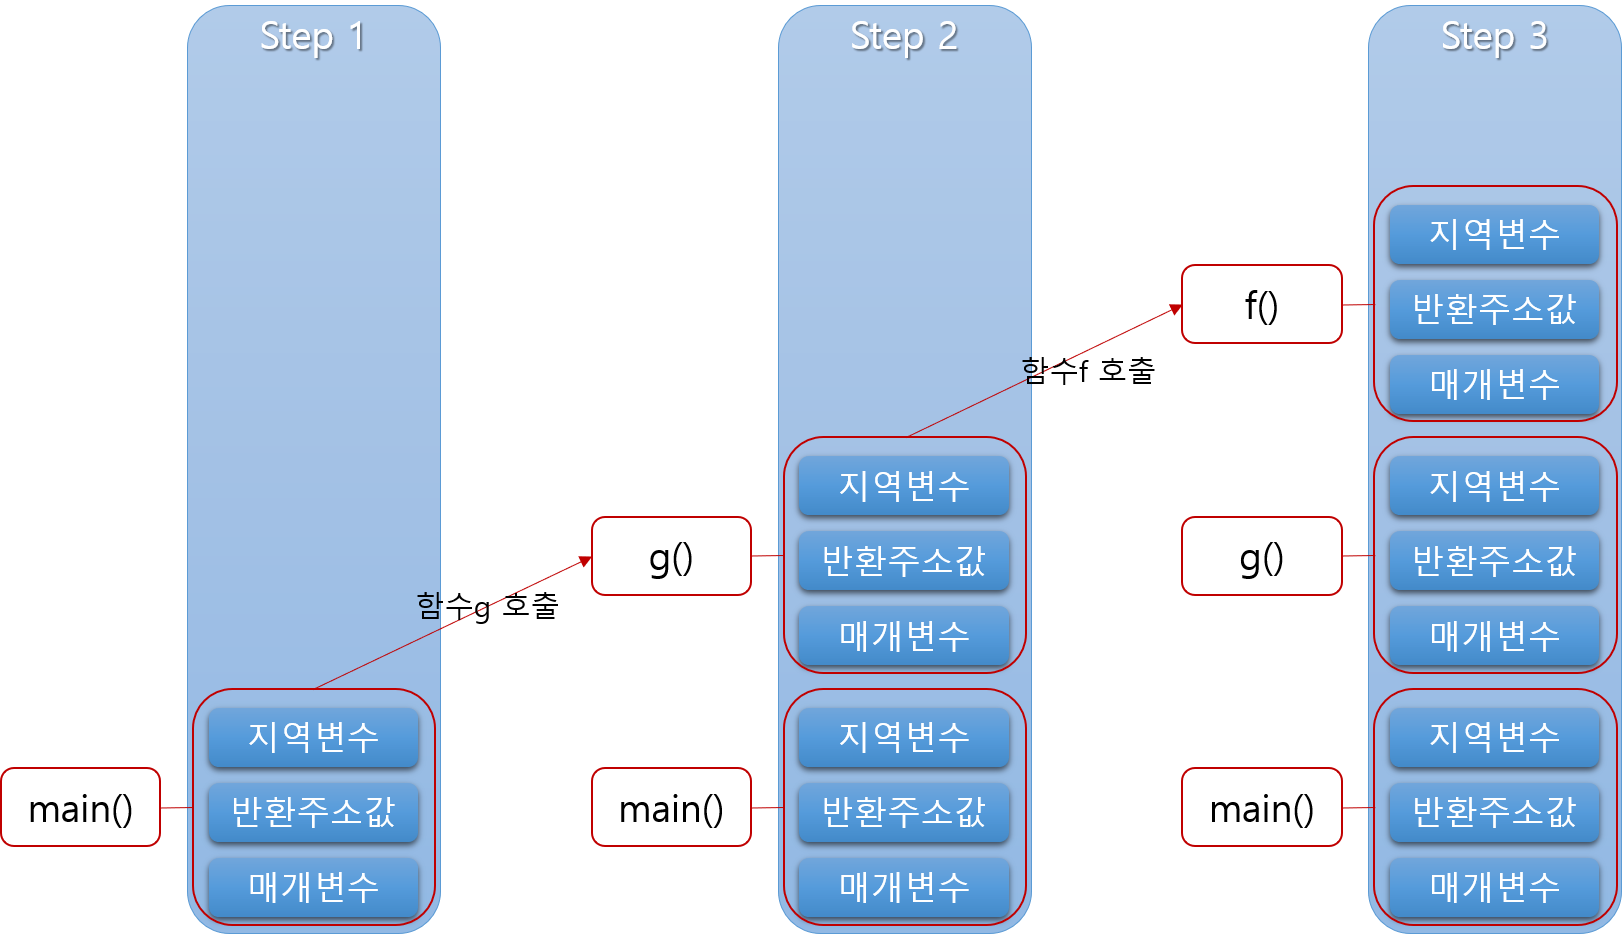 Step 1
Step 2
Step 3
지역변수
f()
반환주소값
함수f 호출
매개변수
지역변수
지역변수
g()
반환주소값
g()
반환주소값
함수g 호출
매개변수
매개변수
지역변수
지역변수
지역변수
main()
반환주소값
main()
반환주소값
main()
반환주소값
매개변수
매개변수
매개변수